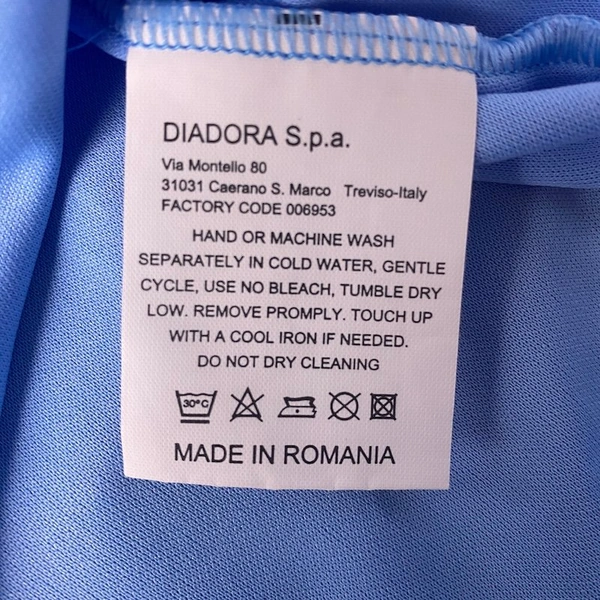 DIADORA S.p.a.
Via Montello 80
31031 Caerano S. Marco Treviso-Italy
FACTORY CODE 006953
HAND OR MACHINE WASH
SEPARATELY IN COLD WATER, GENTLE
CYCLE, USE NO BLEACH, TUMBLE DRY
LOW. REMOVE PROMPLY. TOUCH UP
WITH A COOL IRON IF NEEDED.
DO NOT DRY CLEANING
30°C
MADE IN ROMANIA